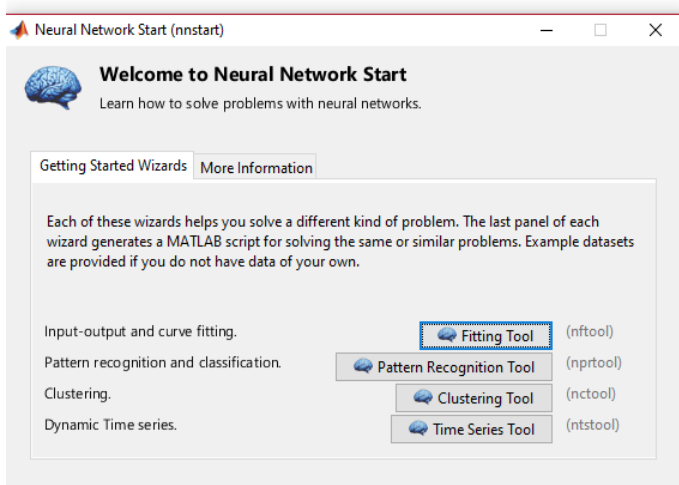 Neural Network Start (nnstart)
Welcome to Neural Network Start
Learn how to solve problems with neural networks.
Getting Started Wizards More Information
Each of these wizards helps you solve a different kind of problem. The last panel of each
wizard generates a MATLAB script for solving the same or similar problems. Example datasets
are provided if you do not have data of your own.
Input-output and curve fitting. Fitting Tool (nftool)
Pattern recognition and classification. Pattern Recognition Tool (nprtool)
Clustering. Clustering Tool (nctool)
Dynamic Time series. Time Series Tool (ntstool)